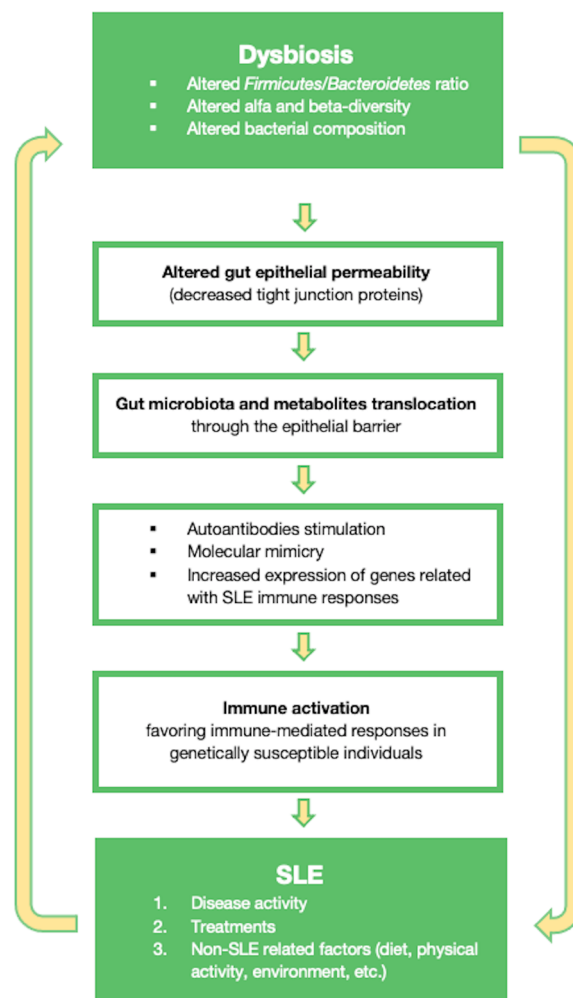 Dysbiosis
▪ Altered Firmicutes/Bacteroidetes ratio
▪ Altered alfa and beta-diversity
▪ Altered bacterial composition
Altered gut epithelial permeability
(decreased tight junction proteins)
Gut microbiota and metabolites translocation
through the epithelial barrier
▪ Autoantibodies stimulation
▪ Molecular mimicry
▪ Increased expression of genes related
with SLE immune responses
Immune activation
favoring immune-mediated responses in
genetically susceptible individuals
SLE
1. Disease activity
2. Treatments
3. Non-SLE related factors (diet, physical
activity, environment, etc.)